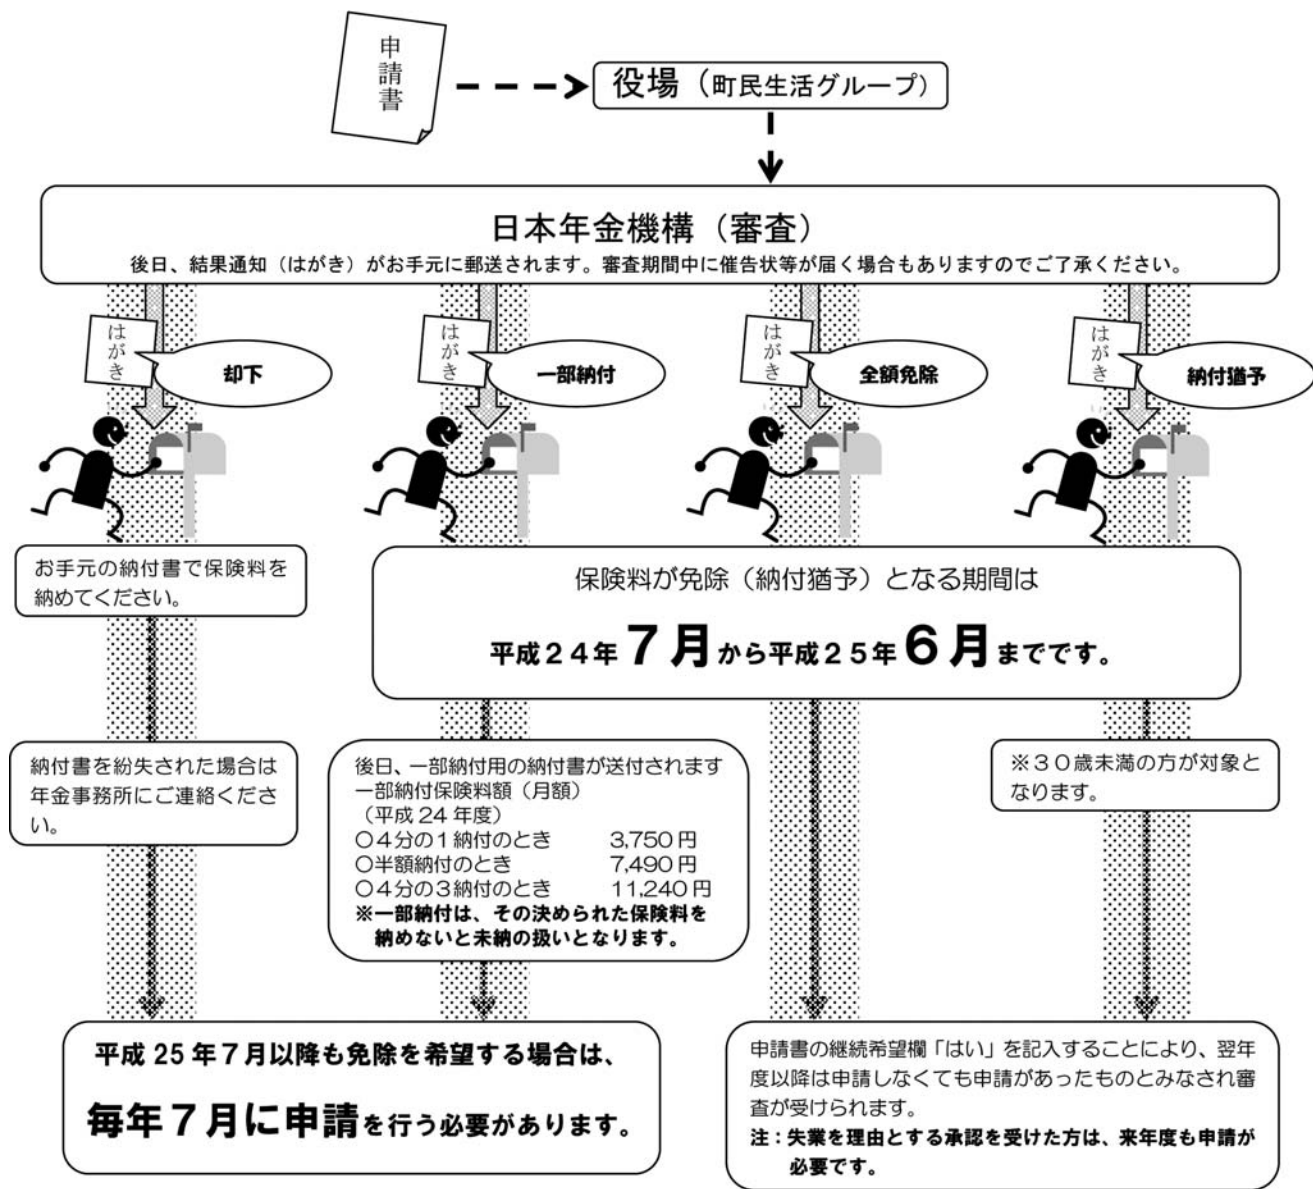 申請書
役場（町民生活グループ）
日本年金機構（審査）
後日、結果通知（はがき）がお手元に郵送されます。審査期間中に催告状等が届く場合もありますのでご了承ください。
はがき
却下
はがき
一部納付
はがき
全額免除
はがき
納付猶予
お手元の納付書で保険料を
納めてください。
保険料が免除（納付猶予）となる期間は
平成２４年７月から平成２５年６月までです。
納付書を紛失された場合は
年金事務所にご連絡くださ
い。
後日、一部納付用の納付書が送付されます
一部納付保険料額（月額）
（平成 24 年度）
○４分の１納付のとき 3,750 円
○半額納付のとき 7,490 円
○４分の３納付のとき 11,240 円
※一部納付は、その決められた保険料を
納めないと未納の扱いとなります。
※３０歳未満の方が対象と
なります。
平成 25 年７月以降も免除を希望する場合は、
毎年７月に申請を行う必要があります。
申請書の継続希望欄「はい」を記入することにより、翌年
度以降は申請しなくても申請があったものとみなされ審
査が受けられます。
注：失業を理由とする承認を受けた方は、来年度も申請が
必要です。